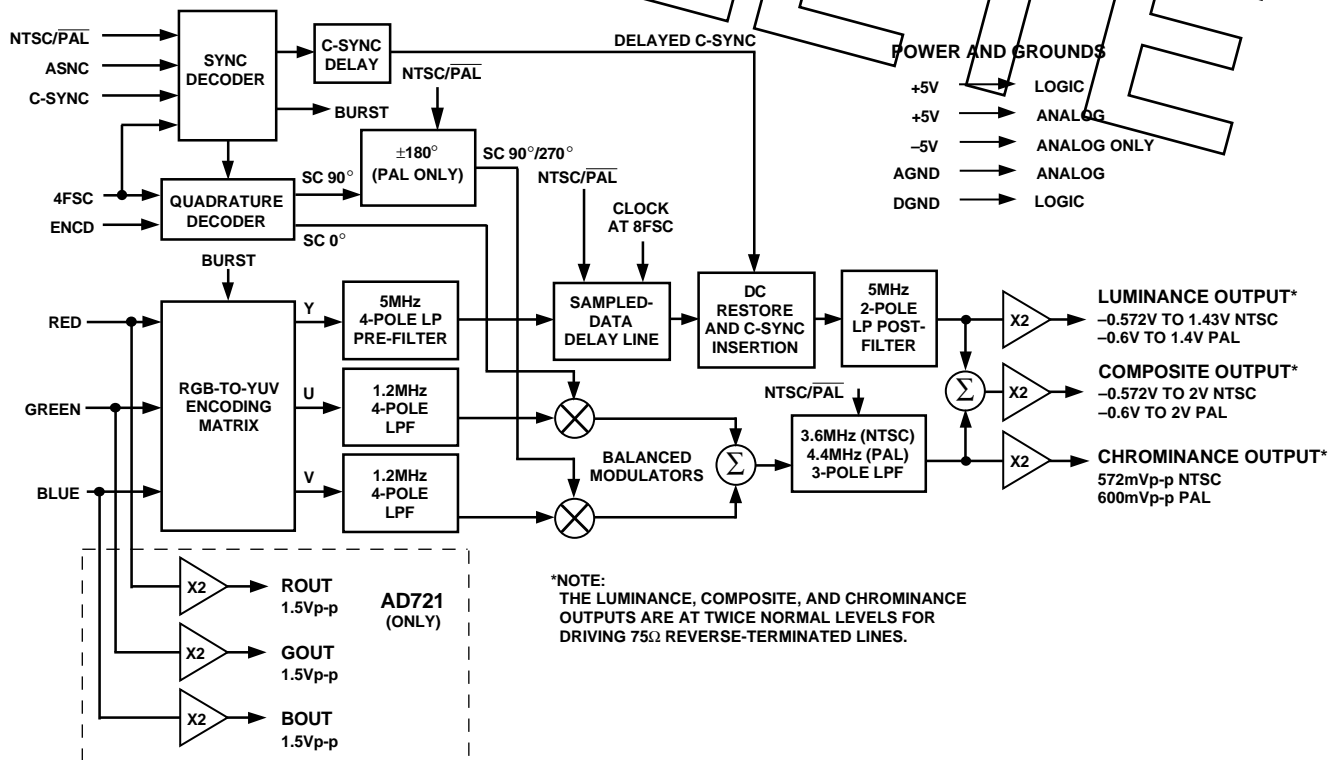 NTSC/PAL
ASNC
C-SYNC
4FSC
ENCD
SYNC
DECODER
C-SYNC
DELAY
DELAYED C-SYNC
BURST
NTSC/PAL
±180°
(PAL ONLY)
QUADRATURE
DECODER
SC 90°
SC 0°
SC 90°/270°
NTSC/PAL
CLOCK
AT 8FSC
POWER AND GROUNDS
+5V LOGIC
+5V ANALOG
–5V ANALOG ONLY
AGND ANALOG
DGND LOGIC
BURST
RED
GREEN
BLUE
RGB-TO-YUV
ENCODING
MATRIX
Y
U
V
5MHz
4-POLE LP
PRE-FILTER
1.2MHz
4-POLE
LPF
1.2MHz
4-POLE
LPF
SAMPLED-
DATA
DELAY LINE
DC
RESTORE
AND C-SYNC
INSERTION
5MHz
2-POLE
LP POST-
FILTER
BALANCED
MODULATORS
Σ
NTSC/PAL
3.6MHz (NTSC)
4.4MHz (PAL)
3-POLE LPF
Σ
X2
X2
X2
LUMINANCE OUTPUT*
–0.572V TO 1.43V NTSC
–0.6V TO 1.4V PAL
COMPOSITE OUTPUT*
–0.572V TO 2V NTSC
–0.6V TO 2V PAL
CHROMINANCE OUTPUT*
572mVp-p NTSC
600mVp-p PAL
X2
ROUT
1.5Vp-p
X2
GOUT
1.5Vp-p
X2
BOUT
1.5Vp-p
AD721
(ONLY)
*NOTE:
THE LUMINANCE, COMPOSITE, AND CHROMINANCE
OUTPUTS ARE AT TWICE NORMAL LEVELS FOR
DRIVING 75Ω REVERSE-TERMINATED LINES.